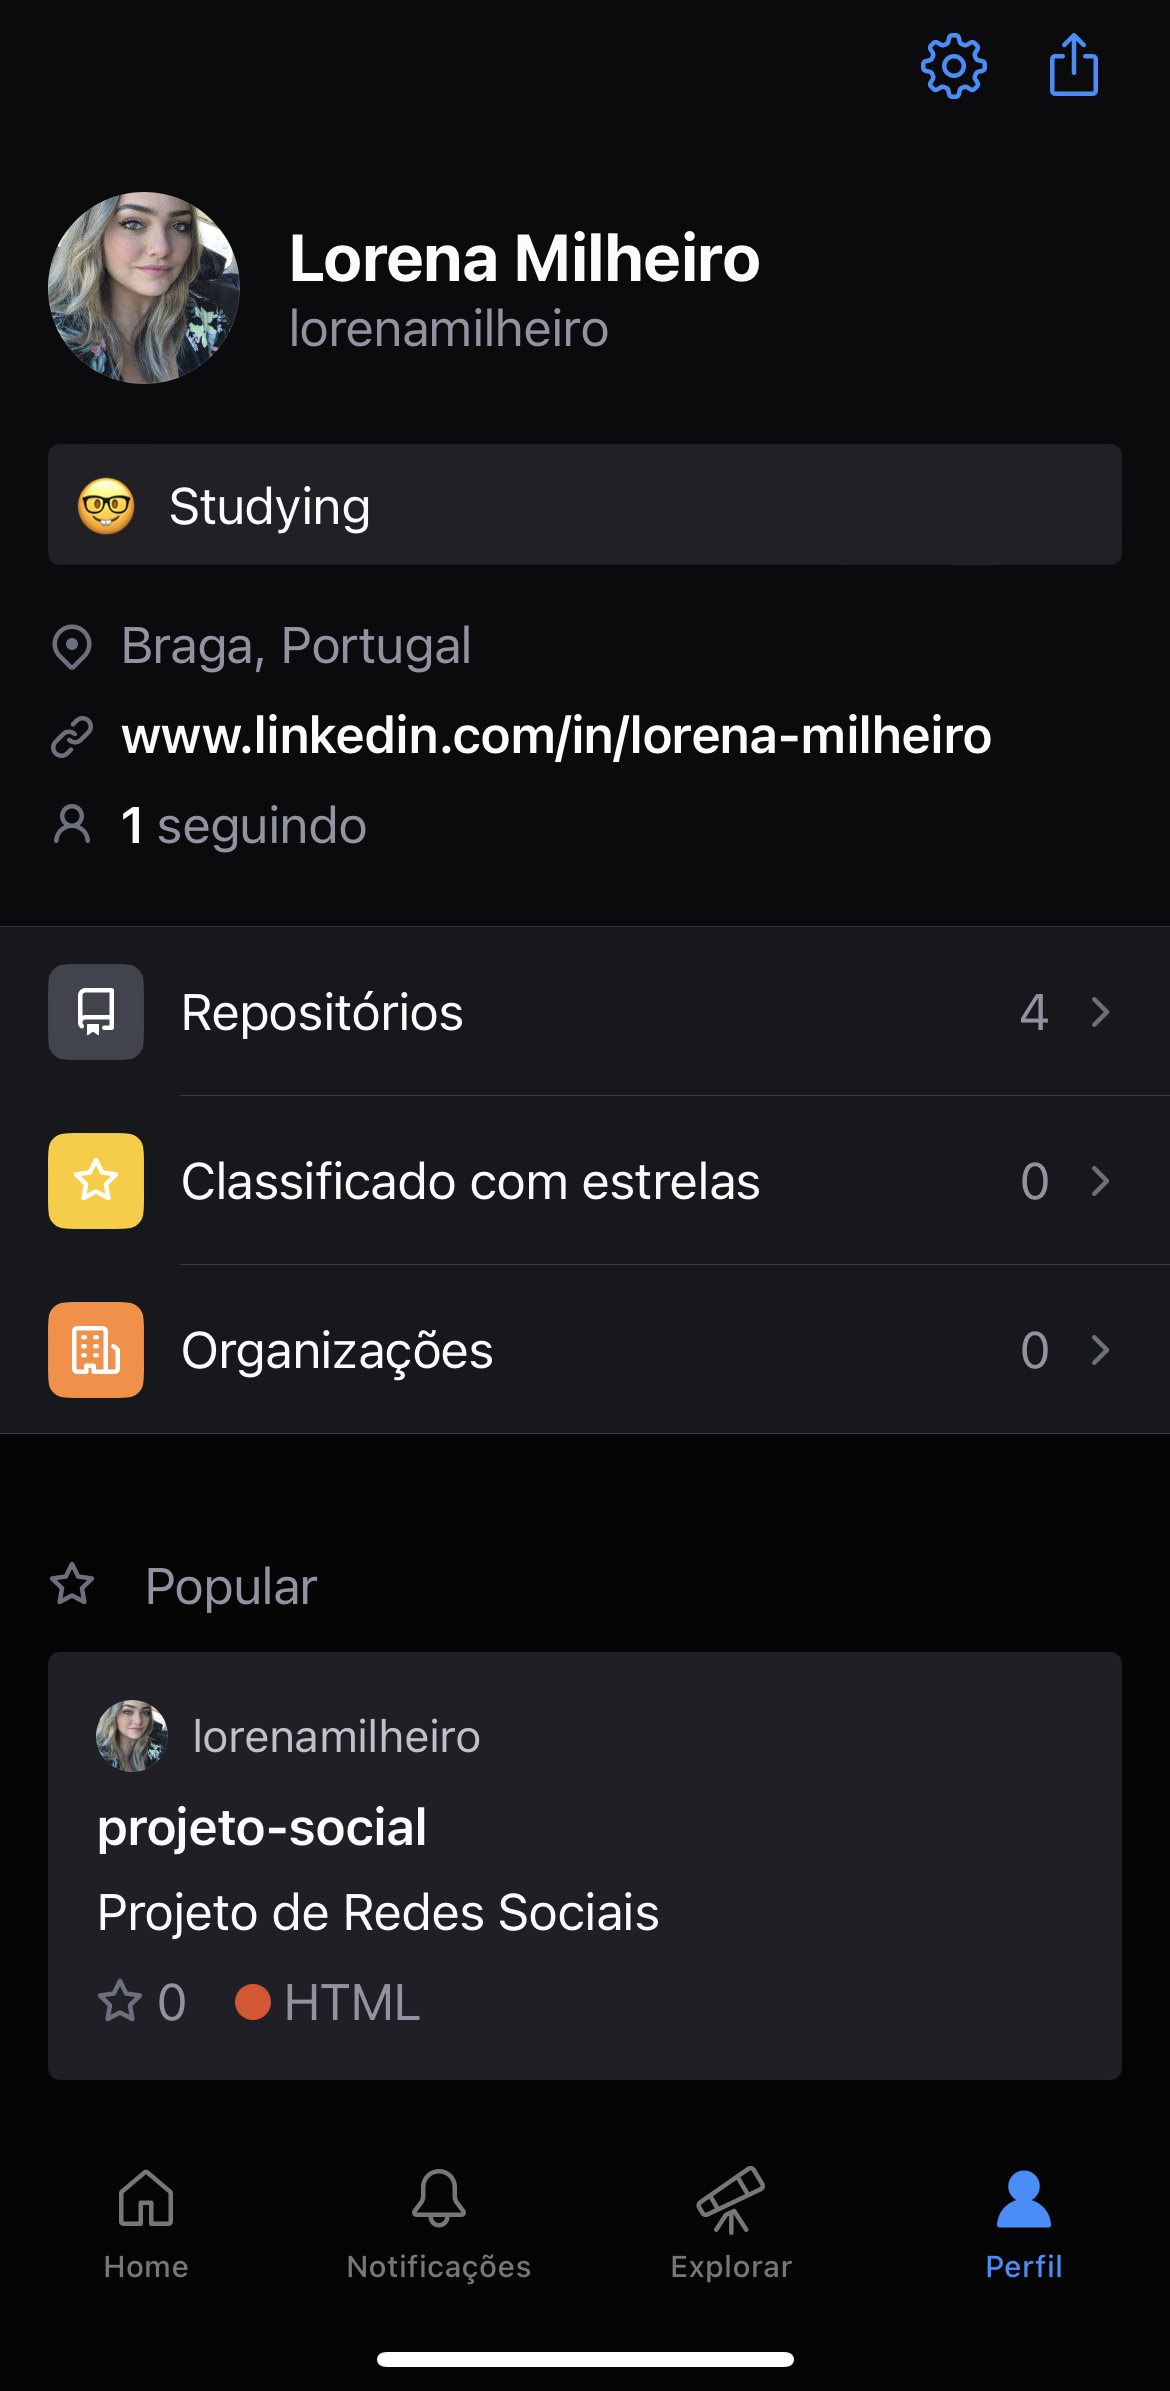 Lorena Milheiro
lorenamilheiro
🤓 Studying
Braga, Portugal
www.linkedin.com/in/lorena-milheiro
1 seguindo
Repositórios 4
Classificado com estrelas 0
Organizações 0
Popular
lorenamilheiro
projeto-social
Projeto de Redes Sociais
0 HTML
Home Notificações Explorar Perfil